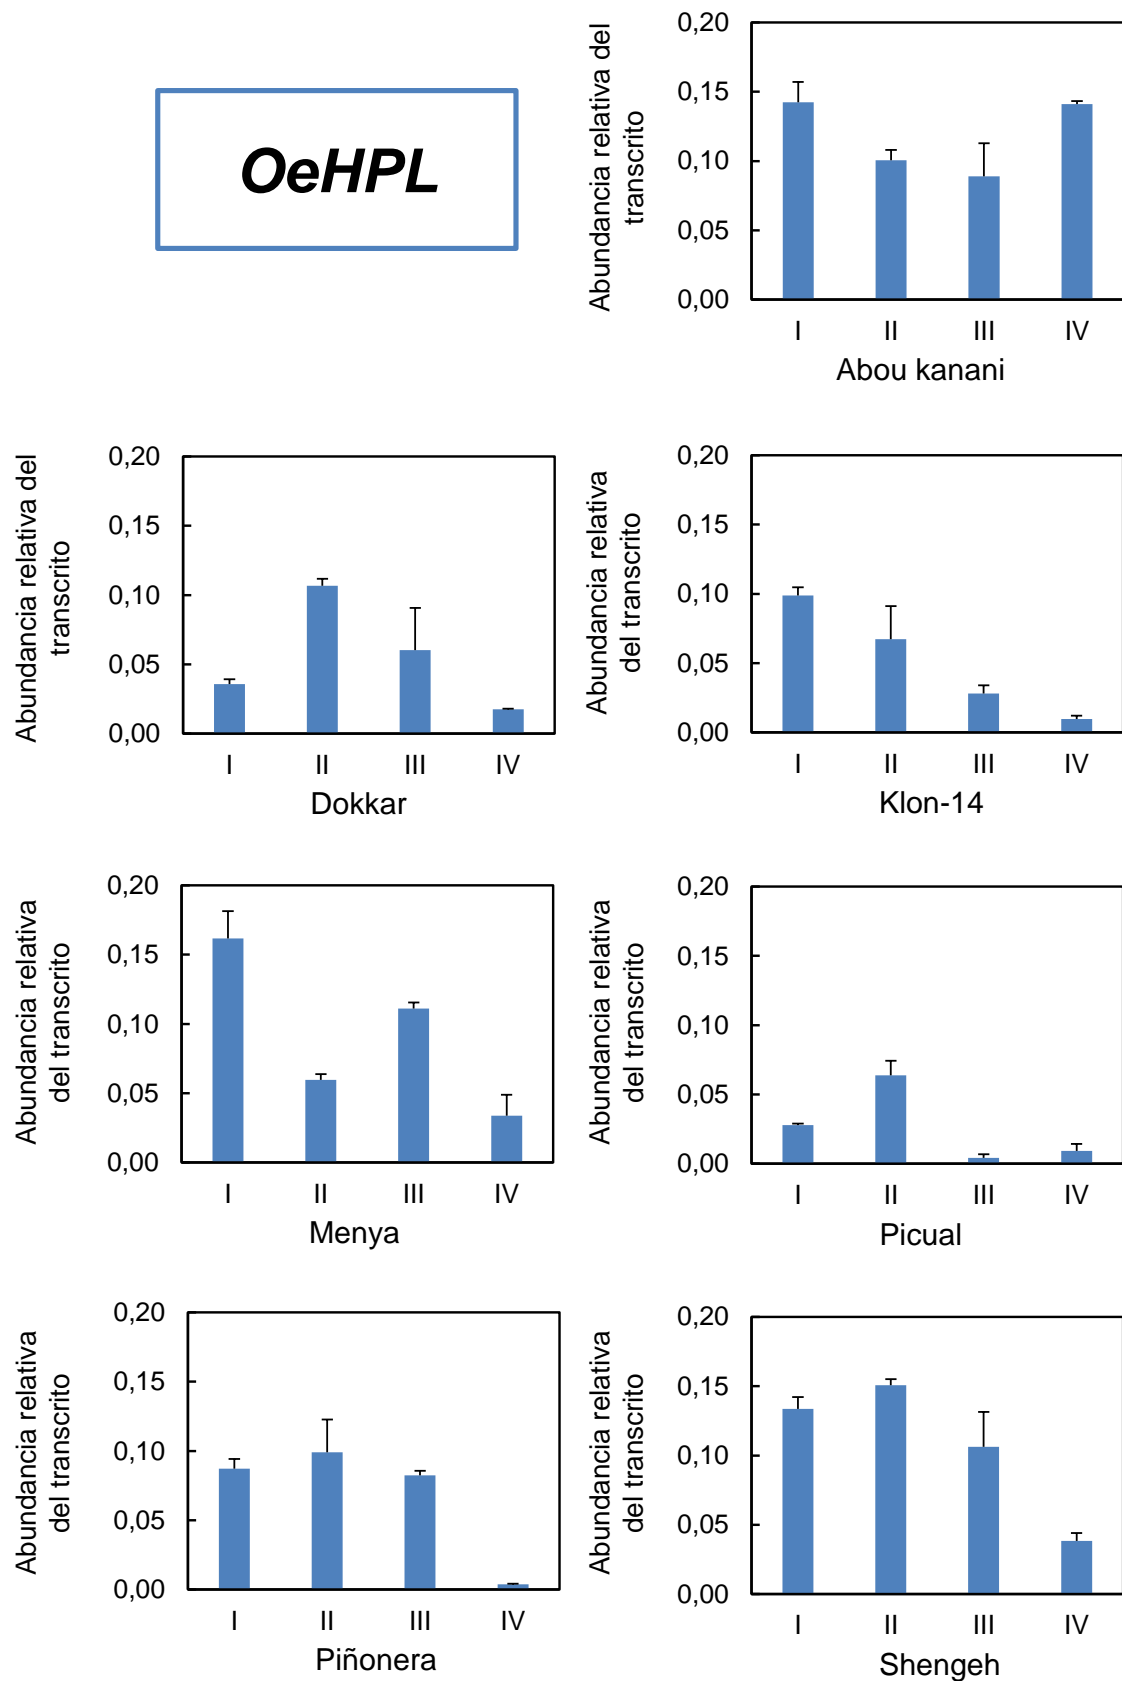 OeHPL
Abundancia relativa del
transcrito
0,20
0,15
0,10
0,05
0,00
I II III IV
Abou kanani
Abundancia relativa del
transcrito
0,20
0,15
0,10
0,05
0,00
I II III IV
Dokkar
Abundancia relativa
del transcrito
0,20
0,15
0,10
0,05
0,00
I II III IV
Klon-14
Abundancia relativa
del transcrito
0,20
0,15
0,10
0,05
0,00
I II III IV
Menya
Abundancia relativa
del transcrito
0,20
0,15
0,10
0,05
0,00
I II III IV
Picual
Abundancia relativa
del transcrito
0,20
0,15
0,10
0,05
0,00
I II III IV
Piñonera
Abundancia relativa
del transcrito
0,20
0,15
0,10
0,05
0,00
I II III IV
Shengeh